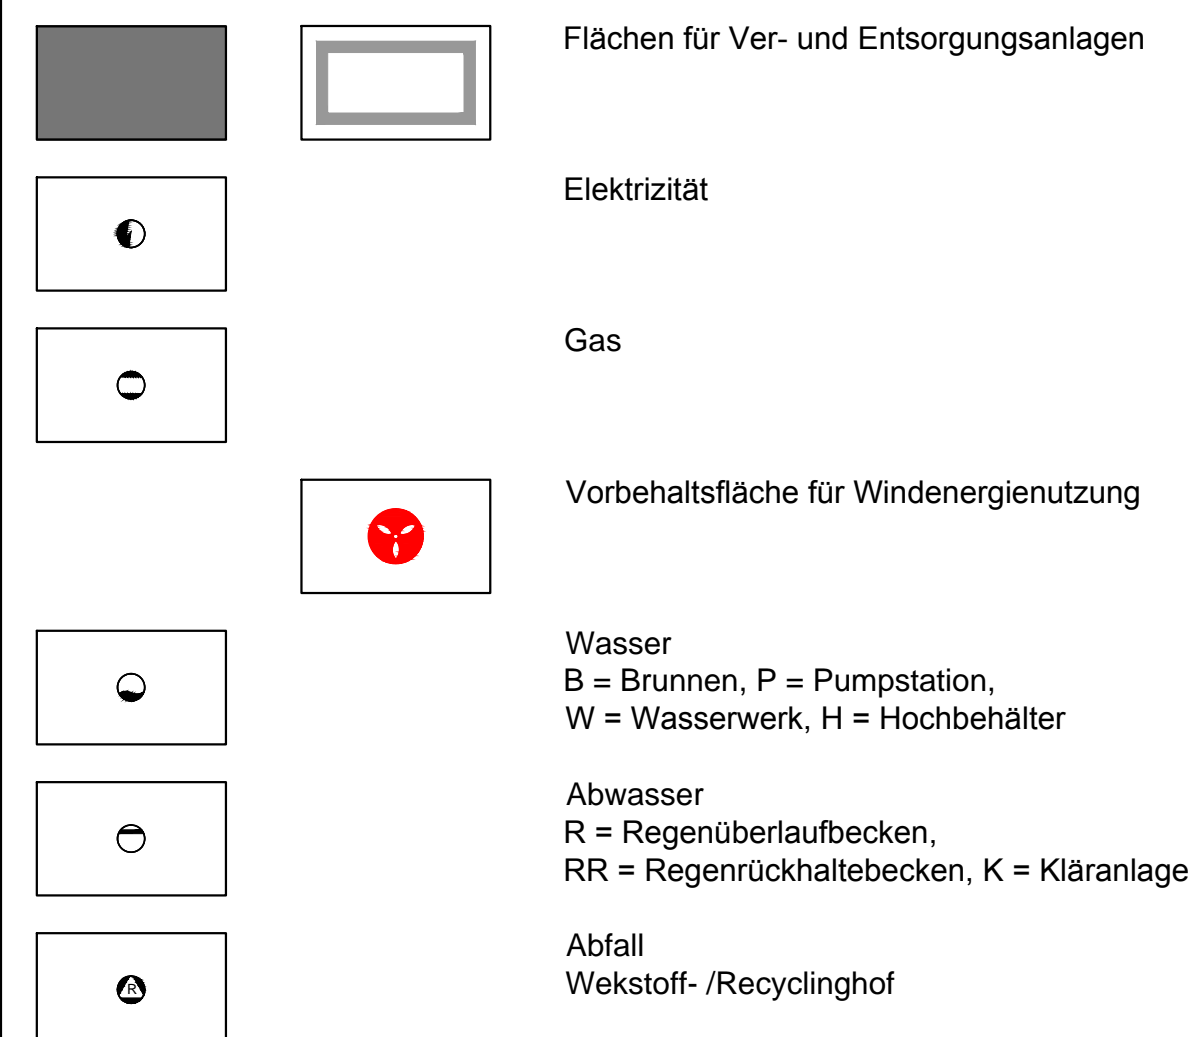 Flächen für Ver- und Entsorgungsanlagen
Elektrizität
Gas
Vorbehaltsfläche für Windenergienutzung
Wasser
B = Brunnen, P = Pumpstation,
W = Wasserwerk, H = Hochbehälter
Abwasser
R = Regenüberlaufbecken,
RR = Regenrückhaltebecken, K = Kläranlage
Abfall
Wekstoff- /Recyclinghof
R